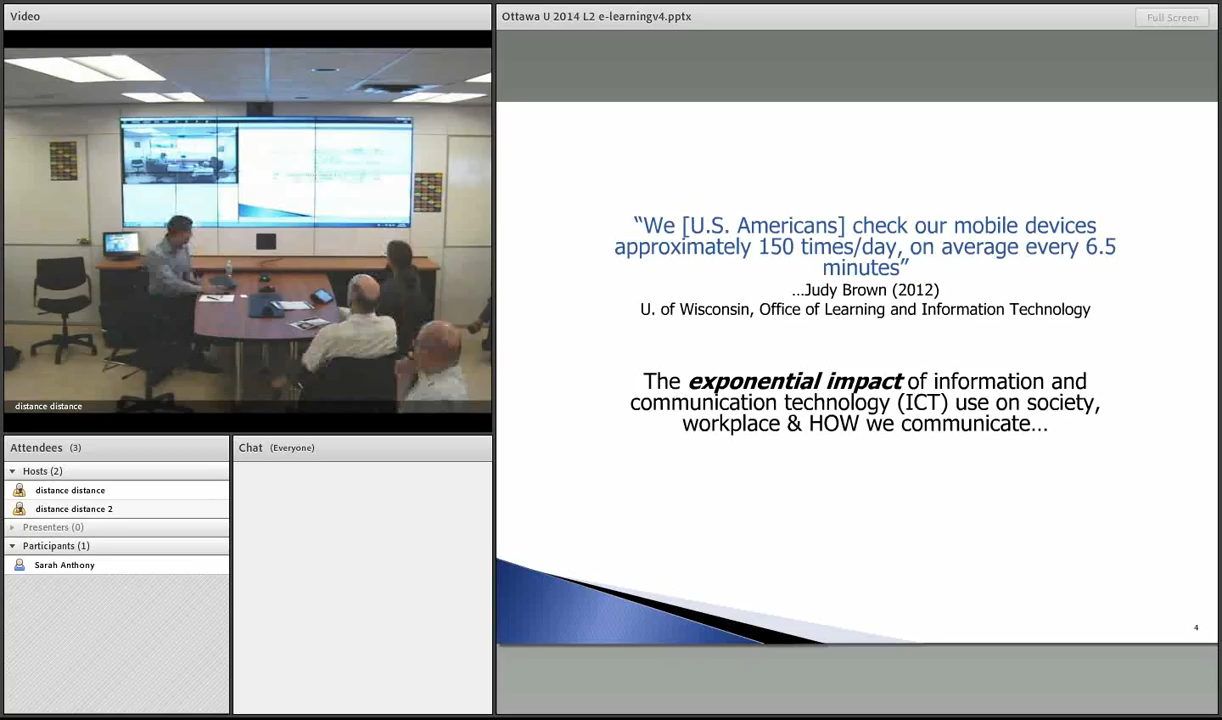 Video
Ottawa U 2014 L2 e-learningv4.pptx
Full Screen
distance distance
Attendees (3)
Hosts (2)
distance distance
distance distance 2
Presenters (0)
Participants (1)
Sarah Anthony
Chat (Everyone)
“We [U.S. Americans] check our mobile devices
approximately 150 times/day, on average every 6.5
minutes”
…Judy Brown (2012)
U. of Wisconsin, Office of Learning and Information Technology
The exponential impact of information and
communication technology (ICT) use on society,
workplace & HOW we communicate…
4